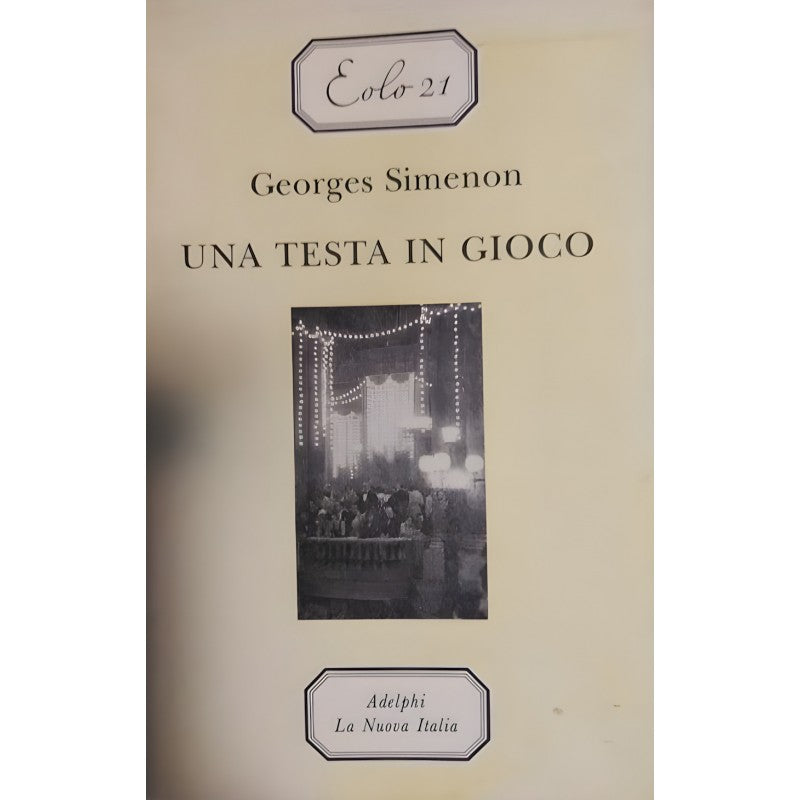 Eolo 21
Georges Simenon
UNA TESTA IN GIOCO
Adelphi
La Nuova Italia